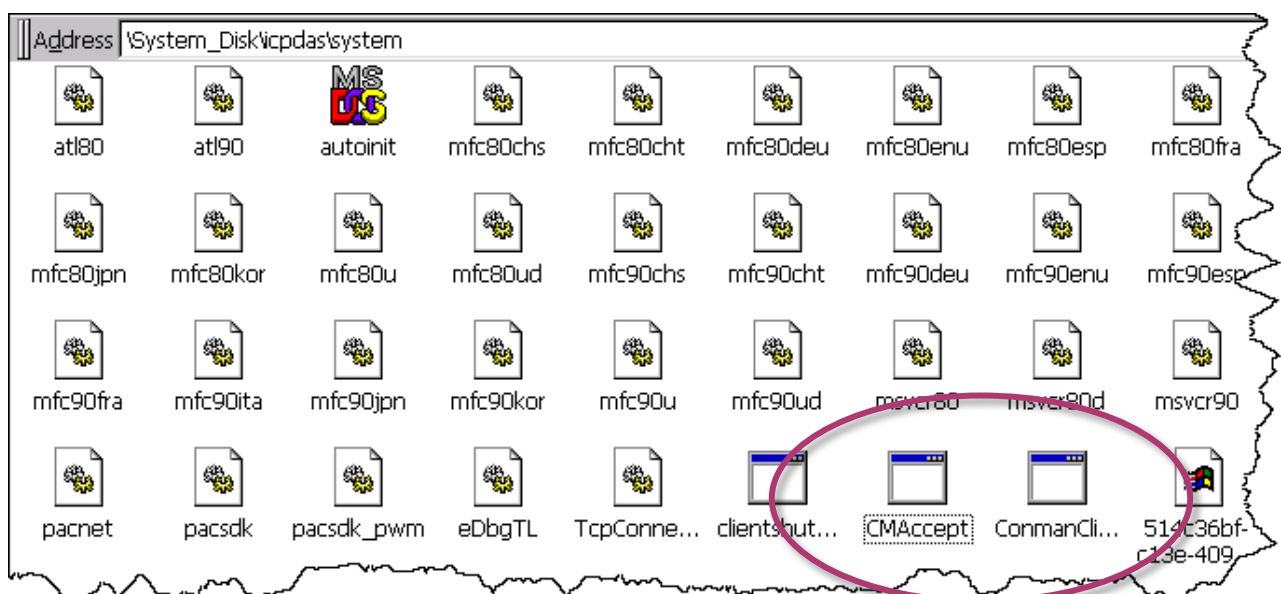 Address \System_Disk\icpdas\system
MS
DOS
atl80 atl90 autoinit mfc80chs mfc80cht mfc80deu mfc80enu mfc80esp mfc80fra
mfc80jpn mfc80kor mfc80u mfc80ud mfc90chs mfc90cht mfc90deu mfc90enu mfc90esp
mfc90fra mfc90ita mfc90jpn mfc90kor mfc90u mfc90ud msvcr80 msvcr80d msvcr90
pacnet pacsdk pacsdk_pwm eDbgTL TcpConne... clientshut... CMAccept ConmanCli... 514c36bf-
c13e-409